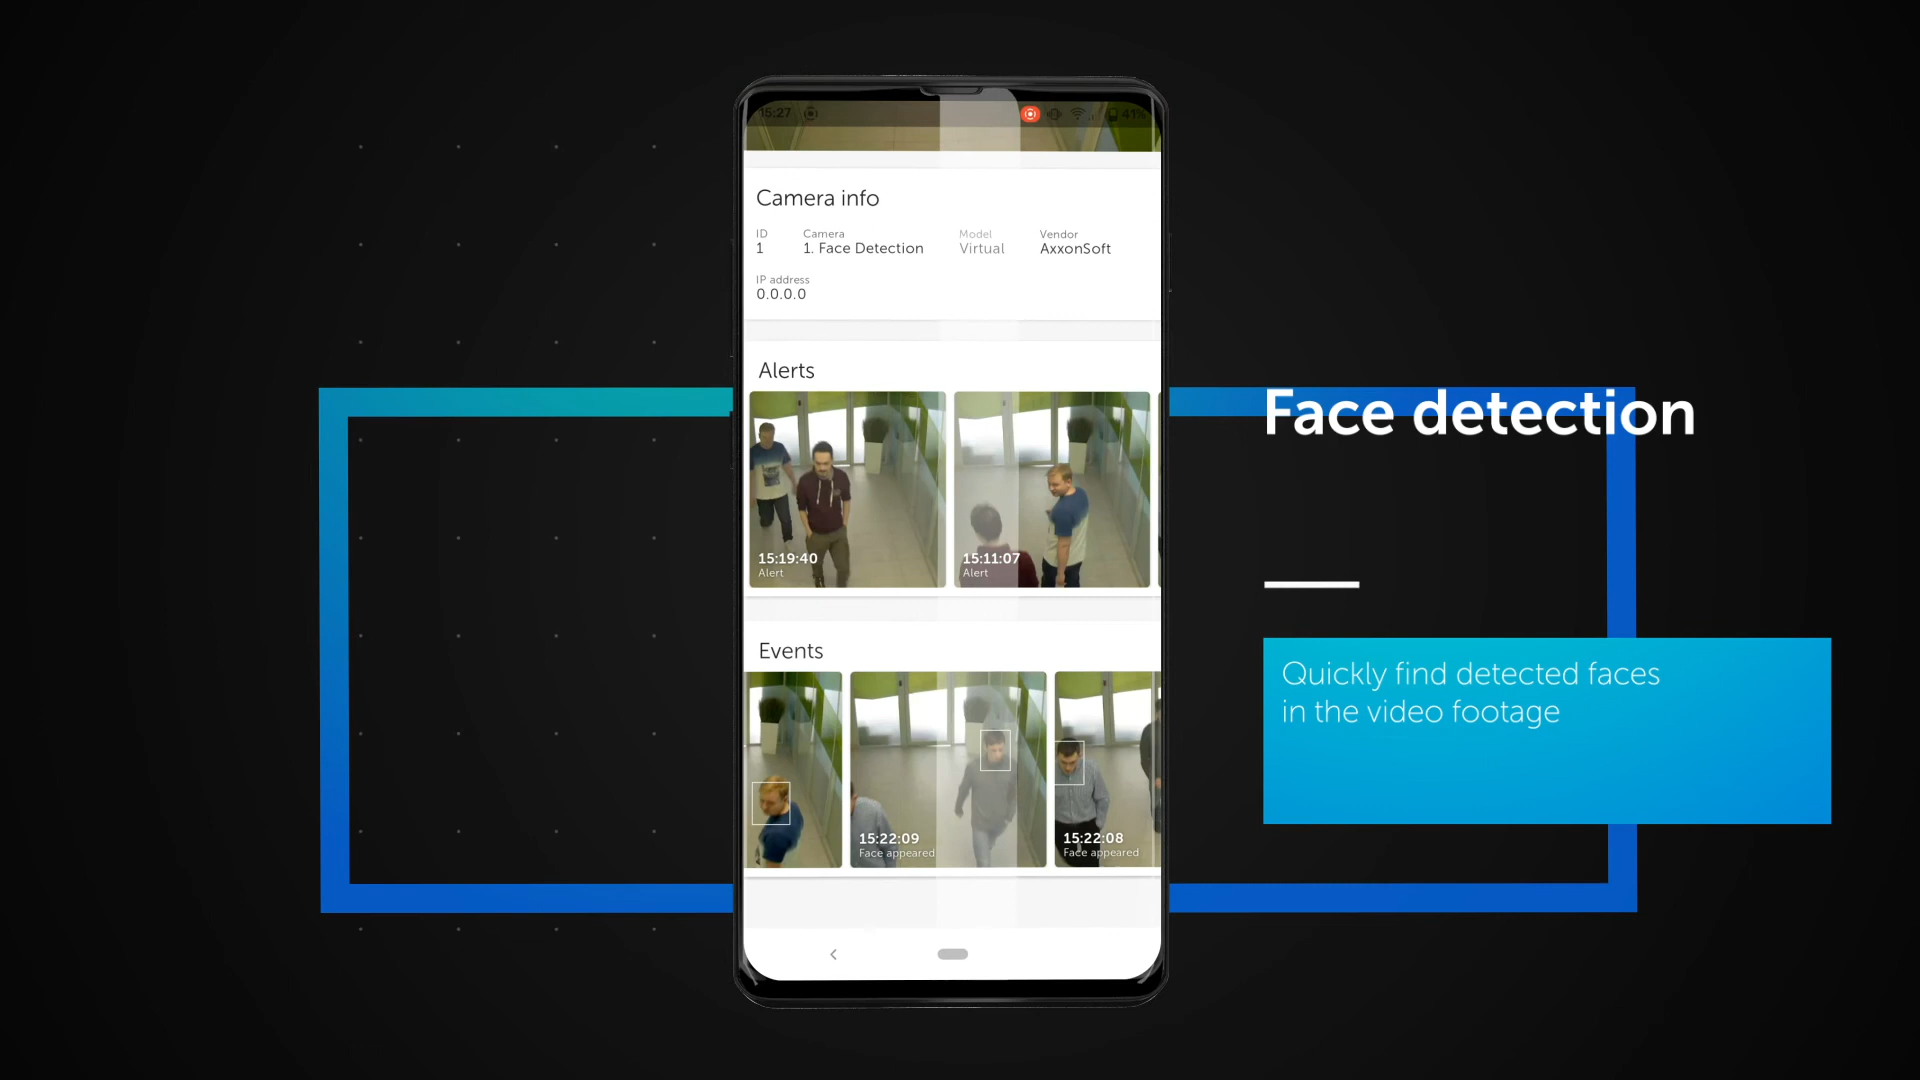 15:27
41%
Camera info
ID Camera Model Vendor
1 1. Face Detection Virtual AxxonSoft
IP address
0.0.0.0
Alerts
15:19:40
Alert
15:11:07
Alert
Events
15:22:09
Face appeared
15:22:08
Face appeared
Face detection
Quickly find detected faces
in the video footage